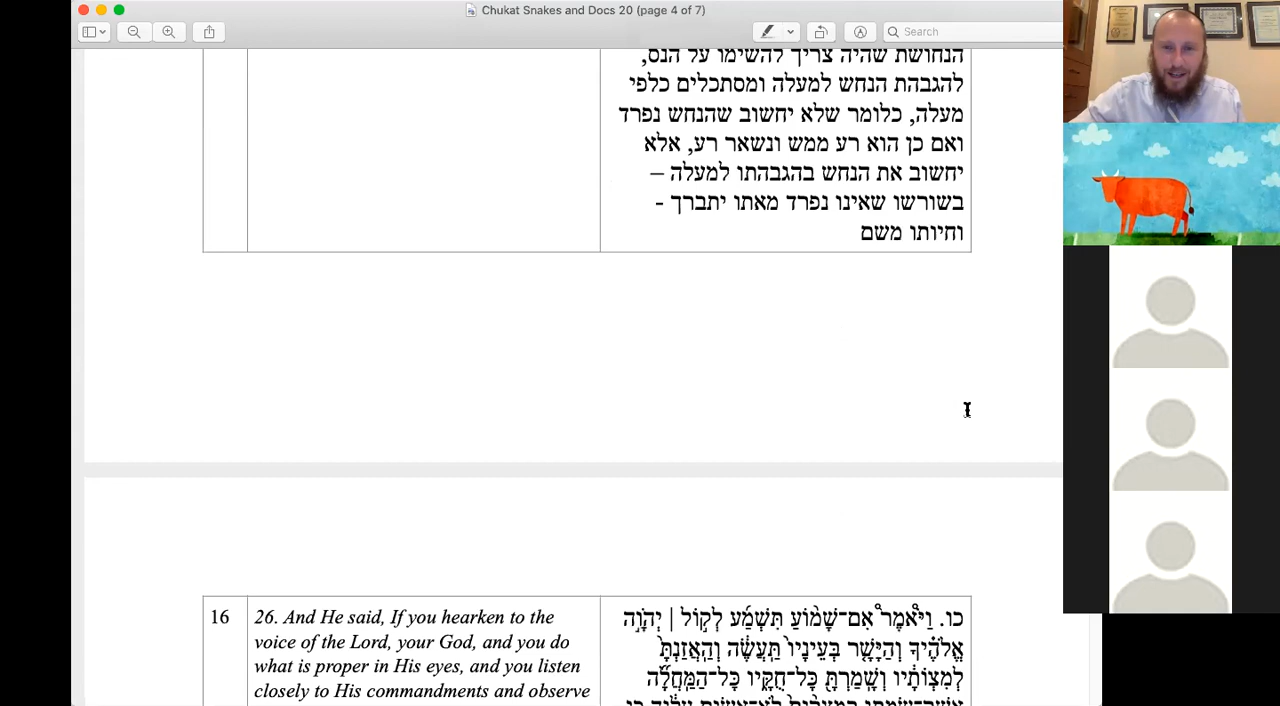 Chukat Snakes and Docs 20 (page 4 of 7)
Search
הנחושת שהיה צריך להשימו על הנס,
להגבהת הנחש למעלה ומסתכלים כלפי
מעלה, כלומר שלא יחשוב שהנחש נפרד
ואם כן הוא רע ממש ונשאר רע, אלא
יחשוב את הנחש בהגבהתו למעלה –
בשורשו שאינו נפרד מאתו יתברך -
וחיותו משם
16
26. And He said, If you hearken to the
voice of the Lord, your God, and you do
what is proper in His eyes, and you listen
closely to His commandments and observe
כו. וַיֹּאמֶר֩ אִם־שָׁמ֨וֹעַ תִּשְׁמַ֜ע לְק֣וֹל | יְהֹוָ֣ה
אֱלֹהֶ֗יךָ וְהַיָּשָׁ֤ר בְּעֵינָיו֙ תַּֽעֲשֶׂ֔ה וְהַֽאֲזַנְתָּ֙
לְמִצְוֹתָ֔יו וְשָֽׁמַרְתָּ֖ כָּל־חֻקָּ֑יו כָּל־הַמַּֽחֲלָ֞ה